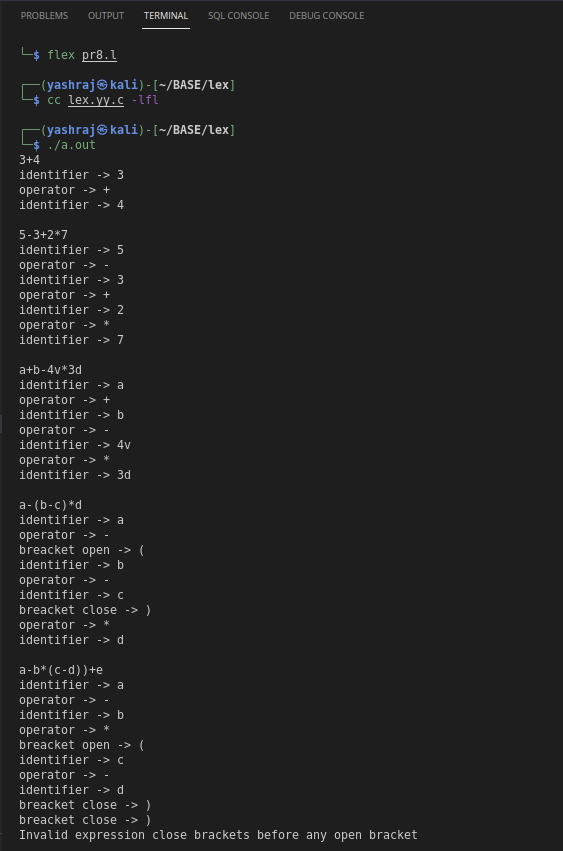 PROBLEMS OUTPUT TERMINAL SQL CONSOLE DEBUG CONSOLE
└─$ flex pr8.l
┌──(yashraj㉿kali)-[~/BASE/lex]
└─$ cc lex.yy.c -lfl
┌──(yashraj㉿kali)-[~/BASE/lex]
└─$ ./a.out
3+4
identifier -> 3
operator -> +
identifier -> 4
5-3+2*7
identifier -> 5
operator -> -
identifier -> 3
operator -> +
identifier -> 2
operator -> *
identifier -> 7
a+b-4v*3d
identifier -> a
operator -> +
identifier -> b
operator -> -
identifier -> 4v
operator -> *
identifier -> 3d
a-(b-c)*d
identifier -> a
operator -> -
breacket open -> (
identifier -> b
operator -> -
identifier -> c
breacket close -> )
operator -> *
identifier -> d
a-b*(c-d))+e
identifier -> a
operator -> -
identifier -> b
operator -> *
breacket open -> (
identifier -> c
operator -> -
identifier -> d
breacket close -> )
breacket close -> )
Invalid expression close brackets before any open bracket